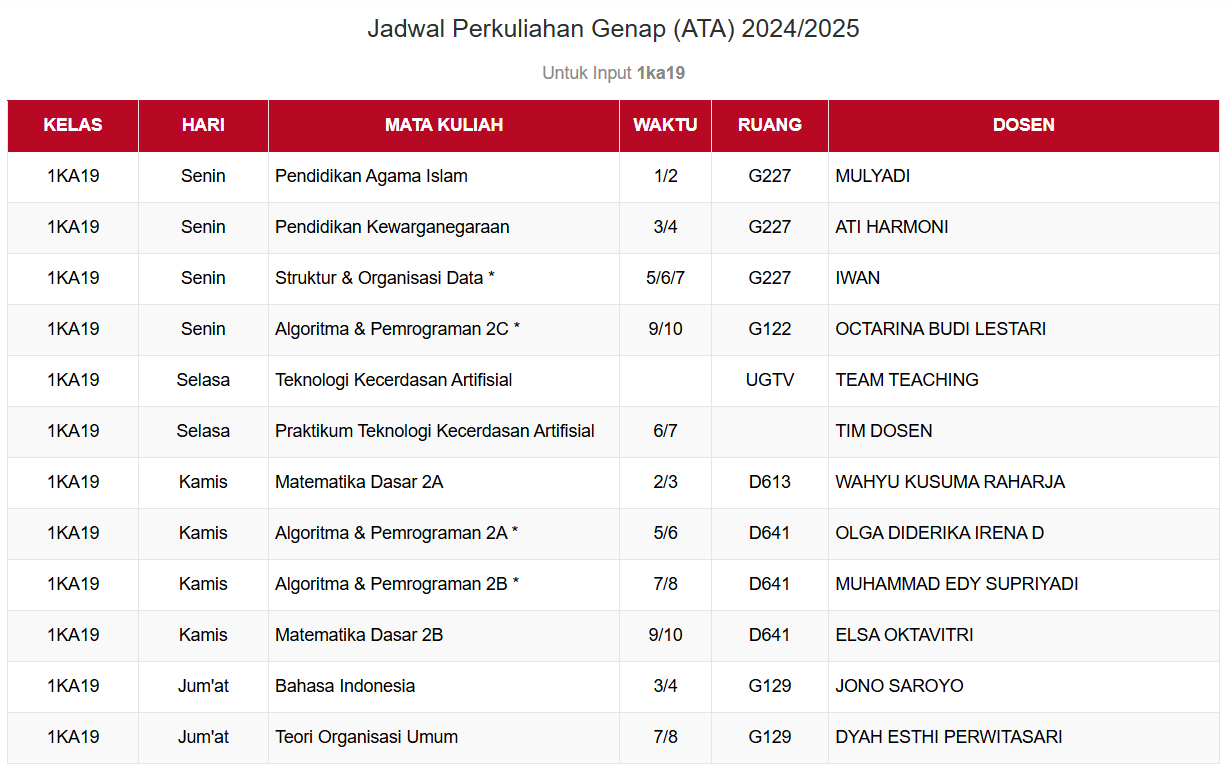 Jadwal Perkuliahan Genap (ATA) 2024/2025
Untuk Input 1ka19
KELAS HARI MATA KULIAH WAKTU RUANG DOSEN
1KA19 Senin Pendidikan Agama Islam 1/2 G227 MULYADI
1KA19 Senin Pendidikan Kewarganegaraan 3/4 G227 ATI HARMONI
1KA19 Senin Struktur & Organisasi Data * 5/6/7 G227 IWAN
1KA19 Senin Algoritma & Pemrograman 2C * 9/10 G122 OCTARINA BUDI LESTARI
1KA19 Selasa Teknologi Kecerdasan Artifisial UGTV TEAM TEACHING
1KA19 Selasa Praktikum Teknologi Kecerdasan Artifisial 6/7 TIM DOSEN
1KA19 Kamis Matematika Dasar 2A 2/3 D613 WAHYU KUSUMA RAHARJA
1KA19 Kamis Algoritma & Pemrograman 2A * 5/6 D641 OLGA DIDERIKA IRENA D
1KA19 Kamis Algoritma & Pemrograman 2B * 7/8 D641 MUHAMMAD EDY SUPRIYADI
1KA19 Kamis Matematika Dasar 2B 9/10 D641 ELSA OKTAVITRI
1KA19 Jum'at Bahasa Indonesia 3/4 G129 JONO SAROYO
1KA19 Jum'at Teori Organisasi Umum 7/8 G129 DYAH ESTHI PERWITASARI